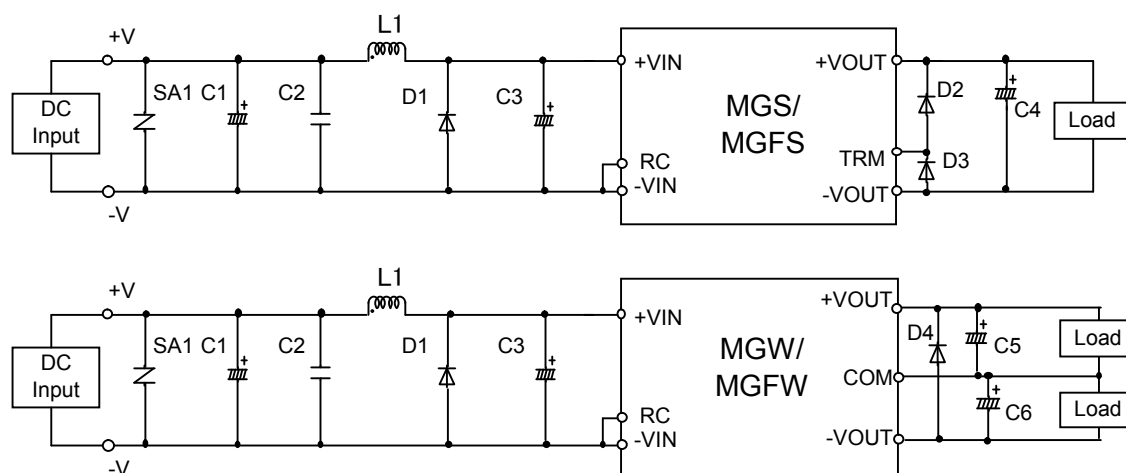 +V
L1
DC
Input
SA1
C1
+
C2
D1
C3
+
+VIN
RC
-VIN
MGS/
MGFS
+VOUT
TRM
-VOUT
D2
D3
+
C4
Load
-V
+V
L1
DC
Input
SA1
C1
+
C2
D1
C3
+
+VIN
RC
-VIN
MGW/
MGFW
+VOUT
COM
-VOUT
D4
+
C5
+
C6
Load
Load
-V